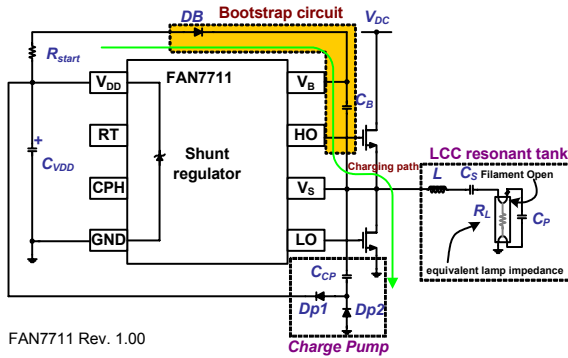 Bootstrap circuit
DB
VDC
Rstart
FAN7711
VDD
VB
CB
RT
HO
Shunt
regulator
Charging path
LCC resonant tank
CVDD
+
CPH
VS
L
CS
Filament Open
RL
CP
GND
LO
equivalent lamp impedance
CCP
Dp1
Dp2
FAN7711 Rev. 1.00
Charge Pump